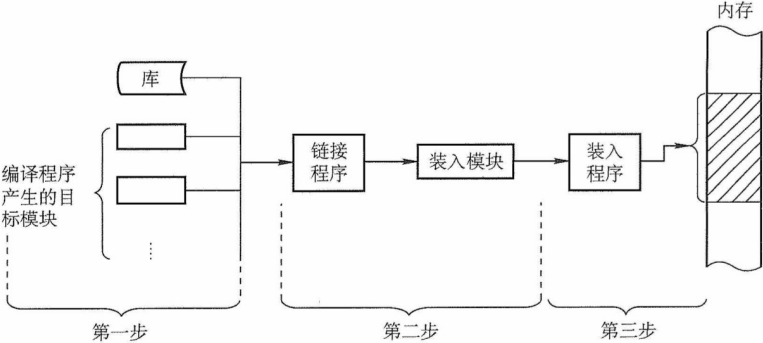 内存
库
编译程序
产生的目
标模块
链接
程序
装入模块
装入
程序
第一步
第二步
第三步